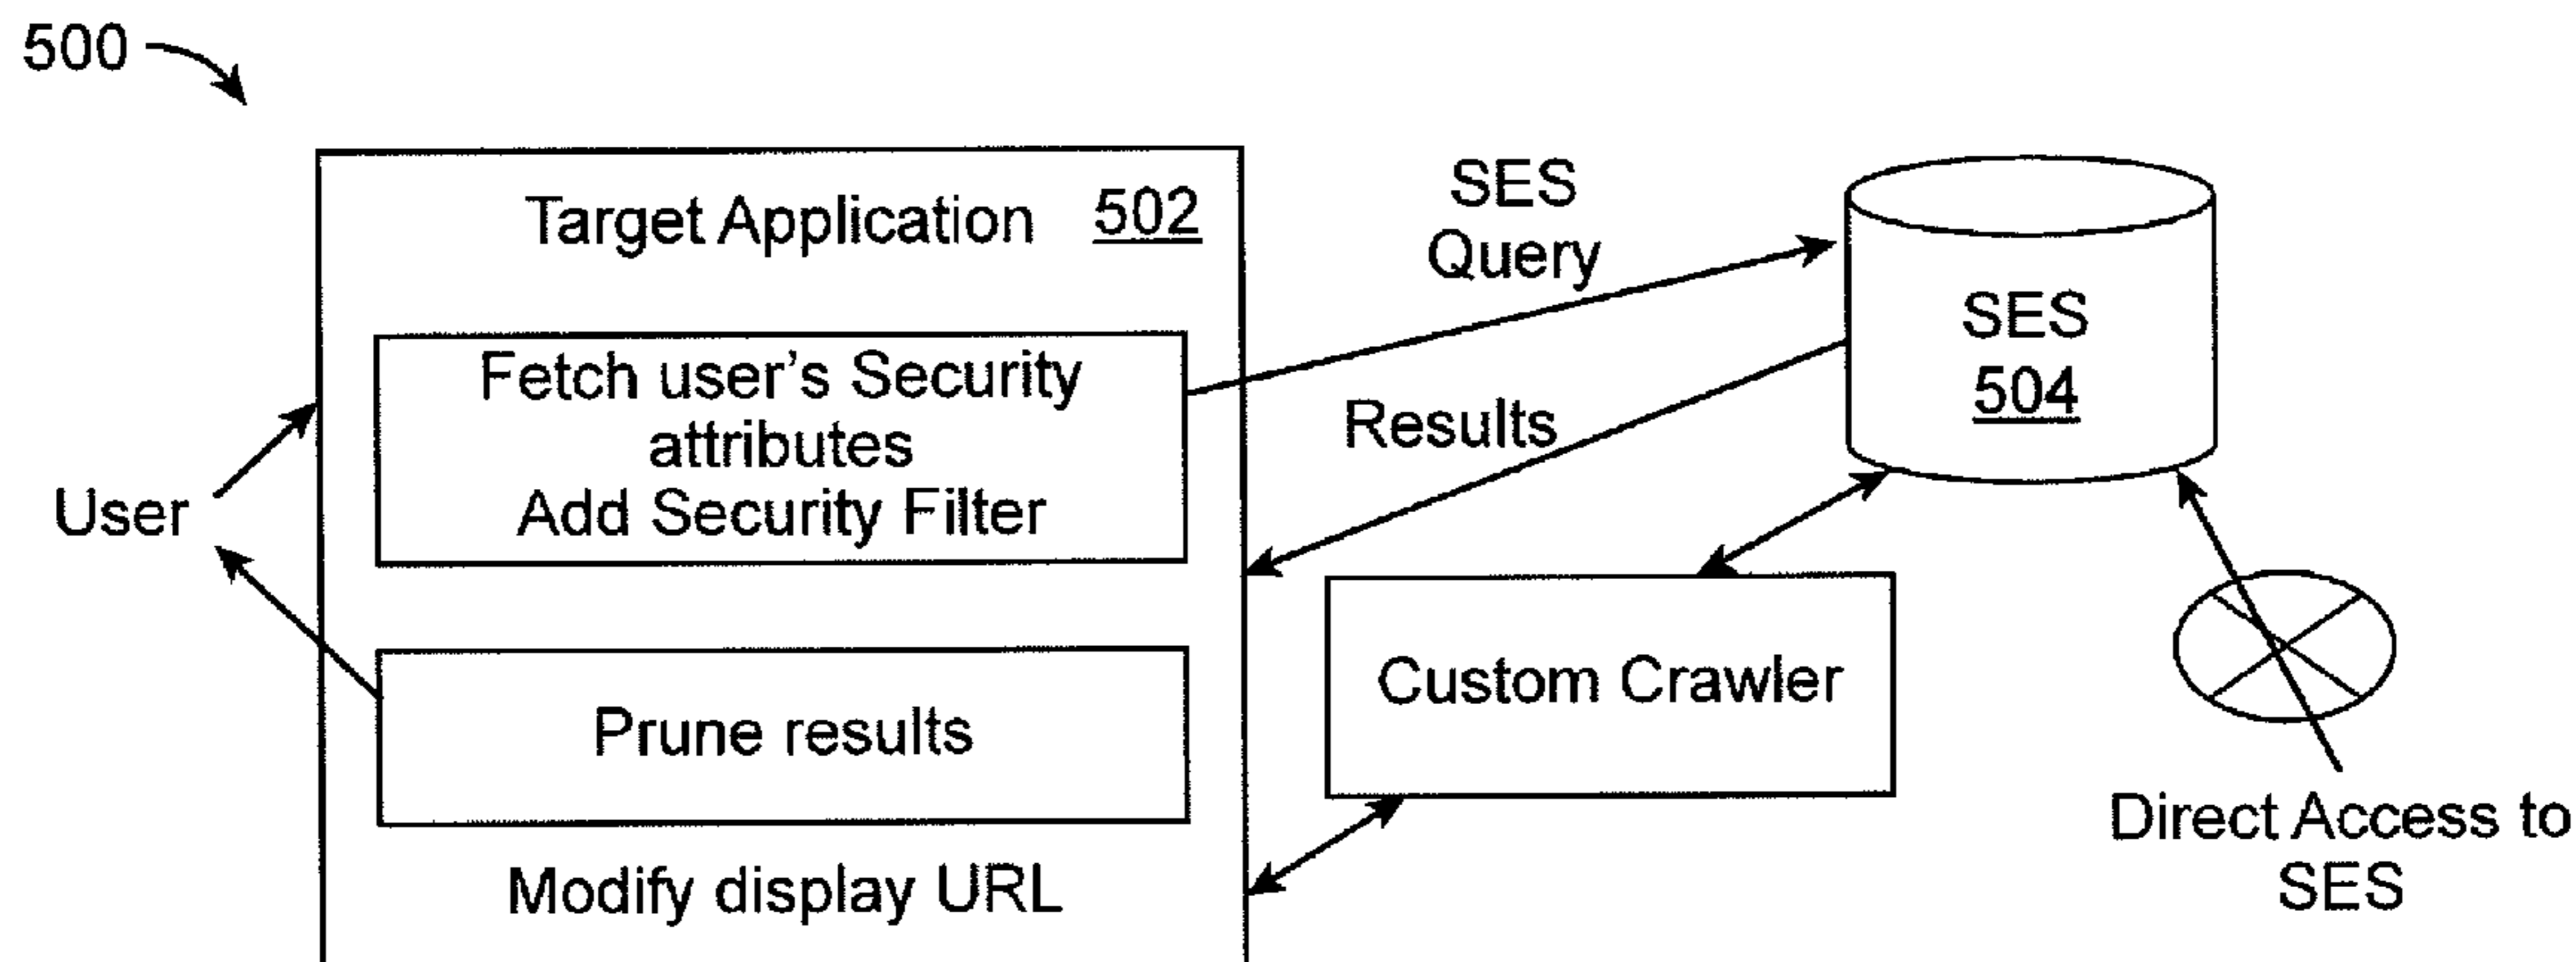 500
Target Application 502
Fetch user's Security
attributes
Add Security Filter
Prune results
Modify display URL
User
SES
Query
Results
SES
504
Custom Crawler
Direct Access to
SES